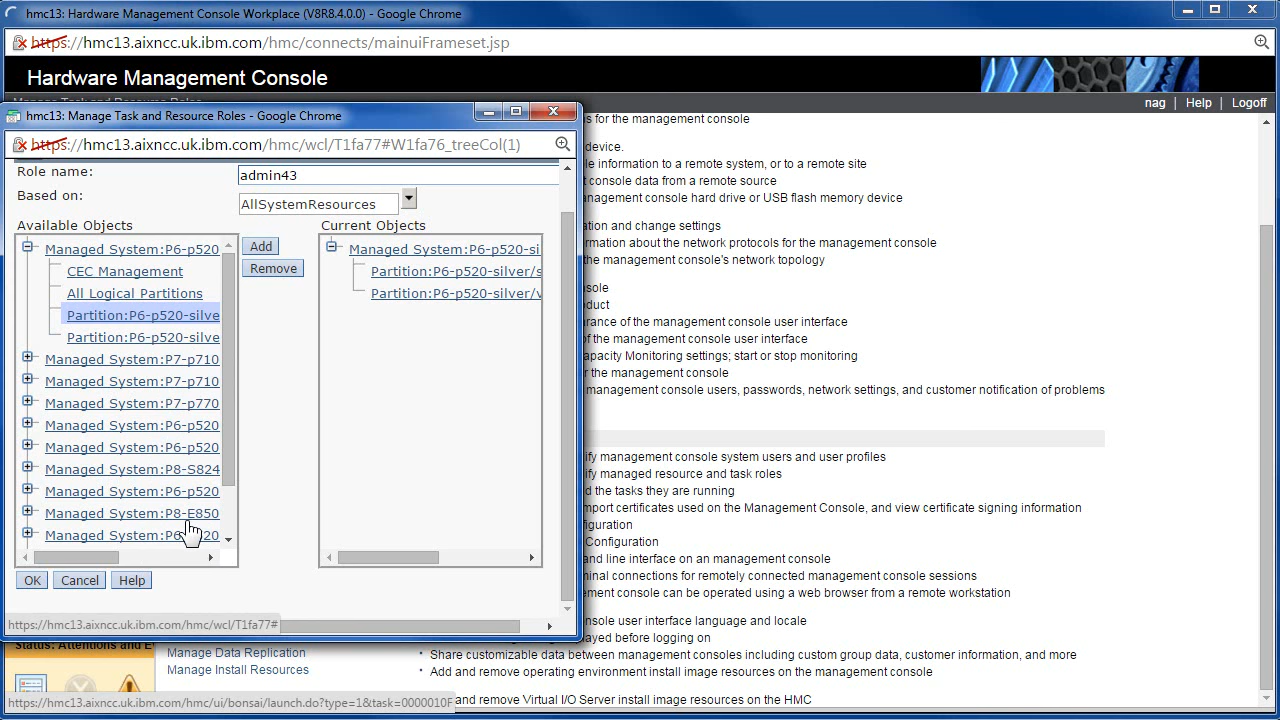 hmc13: Hardware Management Console Workplace (V8R8.4.0.0) - Google Chrome
https://hmc13.aixncc.uk.ibm.com/hmc/connects/mainuiFrameset.jsp
Hardware Management Console
nag | Help | Logoff
hmc13: Manage Task and Resource Roles - Google Chrome
https://hmc13.aixncc.uk.ibm.com/hmc/wcl/T1fa77#W1fa76_treeCol(1)
Role name: admin43
Based on: AllSystemResources
Available Objects
Managed System:P6-p520
CEC Management
All Logical Partitions
Partition:P6-p520-silve
Partition:P6-p520-silve
Managed System:P7-p710
Managed System:P7-p710
Managed System:P7-p770
Managed System:P6-p520
Managed System:P6-p520
Managed System:P8-S824
Managed System:P6-p520
Managed System:P8-E850
Managed System:P6 20
Add
Remove
Current Objects
Managed System:P6-p520-si
Partition:P6-p520-silver/s
Partition:P6-p520-silver/v
OK Cancel Help
https://hmc13.aixncc.uk.ibm.com/hmc/wcl/T1fa77#
s for the management console
device.
le information to a remote system, or to a remote site
t console data from a remote source
anagement console hard drive or USB flash memory device
ation and change settings
ormation about the network protocols for the management console
the management console's network topology
sole
oduct
arance of the management console user interface
of the management console user interface
apacity Monitoring settings; start or stop monitoring
r the management console
management console users, passwords, network settings, and customer notification of problems
ify management console system users and user profiles
ify managed resource and task roles
d the tasks they are running
mport certificates used on the Management Console, and view certificate signing information
nfiguration
Configuration
and line interface on an management console
minal connections for remotely connected management console sessions
ement console can be operated using a web browser from a remote workstation
onsole user interface language and locale
ayed before logging on
Status: Attentions and E
Manage Data Replication
• Share customizable data between management consoles including custom group data, customer information, and more
Manage Install Resources
• Add and remove operating environment install image resources on the management console
and remove Virtual I/O Server install image resources on the HMC
https://hmc13.aixncc.uk.ibm.com/hmc/ui/bonsai/launch.do?type=1&task=0000010F